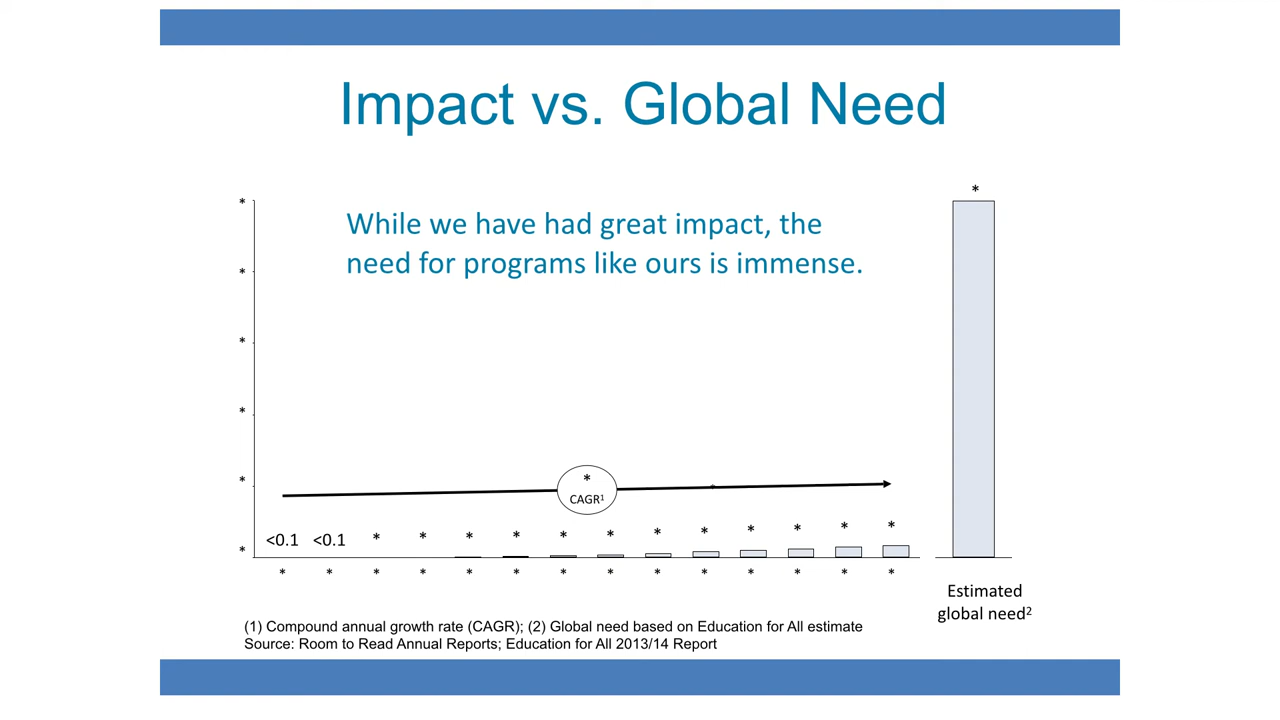 Impact vs. Global Need
*
*
While we have had great impact, the
need for programs like ours is immense.
*
*
*
*
*
CAGR1
*
<0.1 <0.1 * * * * * * * * * * * *
* * * * * * * * * * * * * *
Estimated
global need2
(1) Compound annual growth rate (CAGR); (2) Global need based on Education for All estimate
Source: Room to Read Annual Reports; Education for All 2013/14 Report